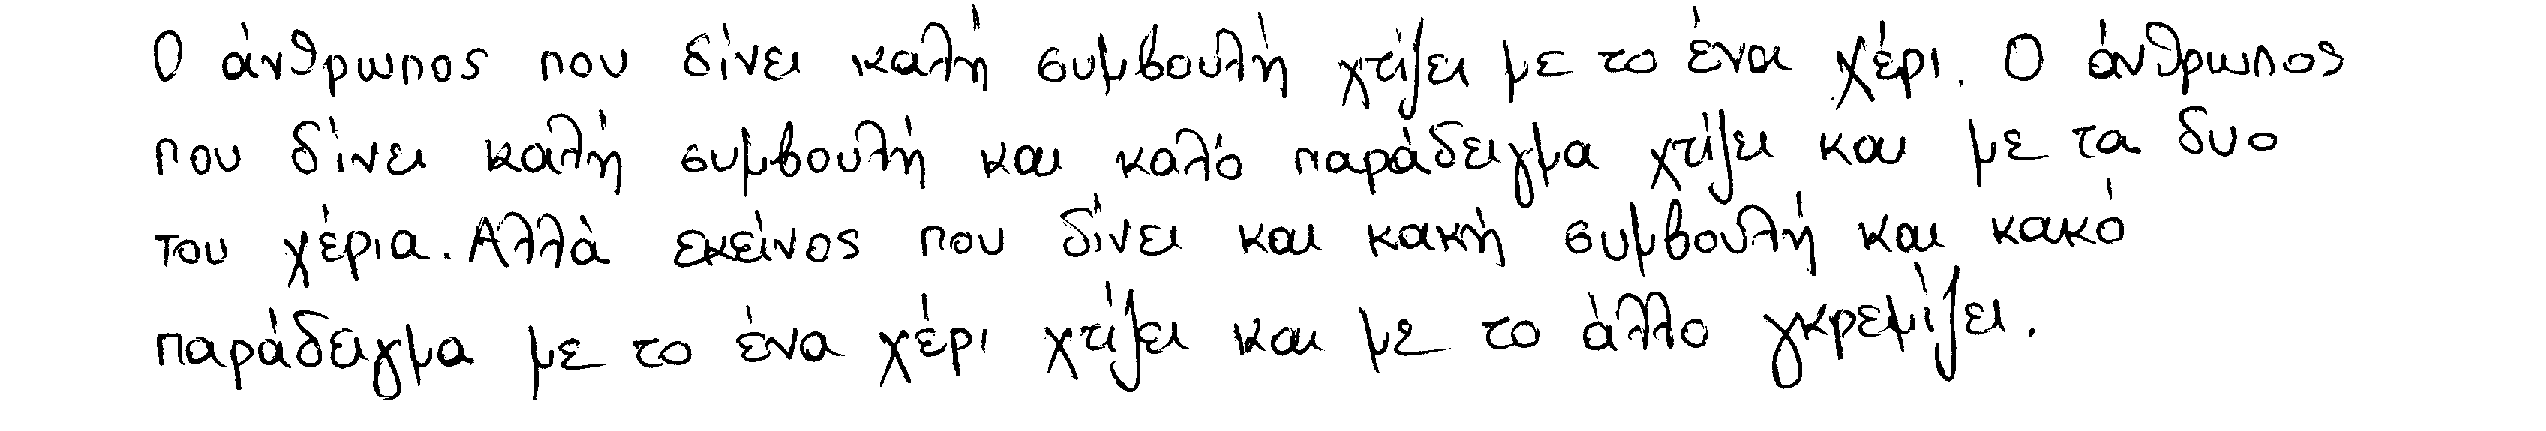 Ο άνθρωπος που δίνει καλή συμβουλή χτίζει με το ένα χέρι. Ο άνθρωπος
που δίνει καλή συμβουλή και καλό παράδειγμα χτίζει και με τα δυο
του χέρια. Αλλά εκείνος που δίνει και κακή συμβουλή και κακό
παράδειγμα με το ένα χέρι χτίζει και με το άλλο γκρεμίζει.